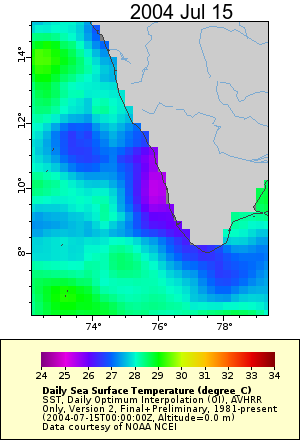 2004 Jul 15
14°
12°
10°
8°
74°
76°
78°
24 25 26 27 28 29 30 31 32 33 34
Daily Sea Surface Temperature (degree_C)
SST, Daily Optimum Interpolation (OI), AVHRR
Only, Version 2, Final+Preliminary, 1981-present
(2004-07-15T00:00:00Z, Altitude=0.0 m)
Data courtesy of NOAA NCEI